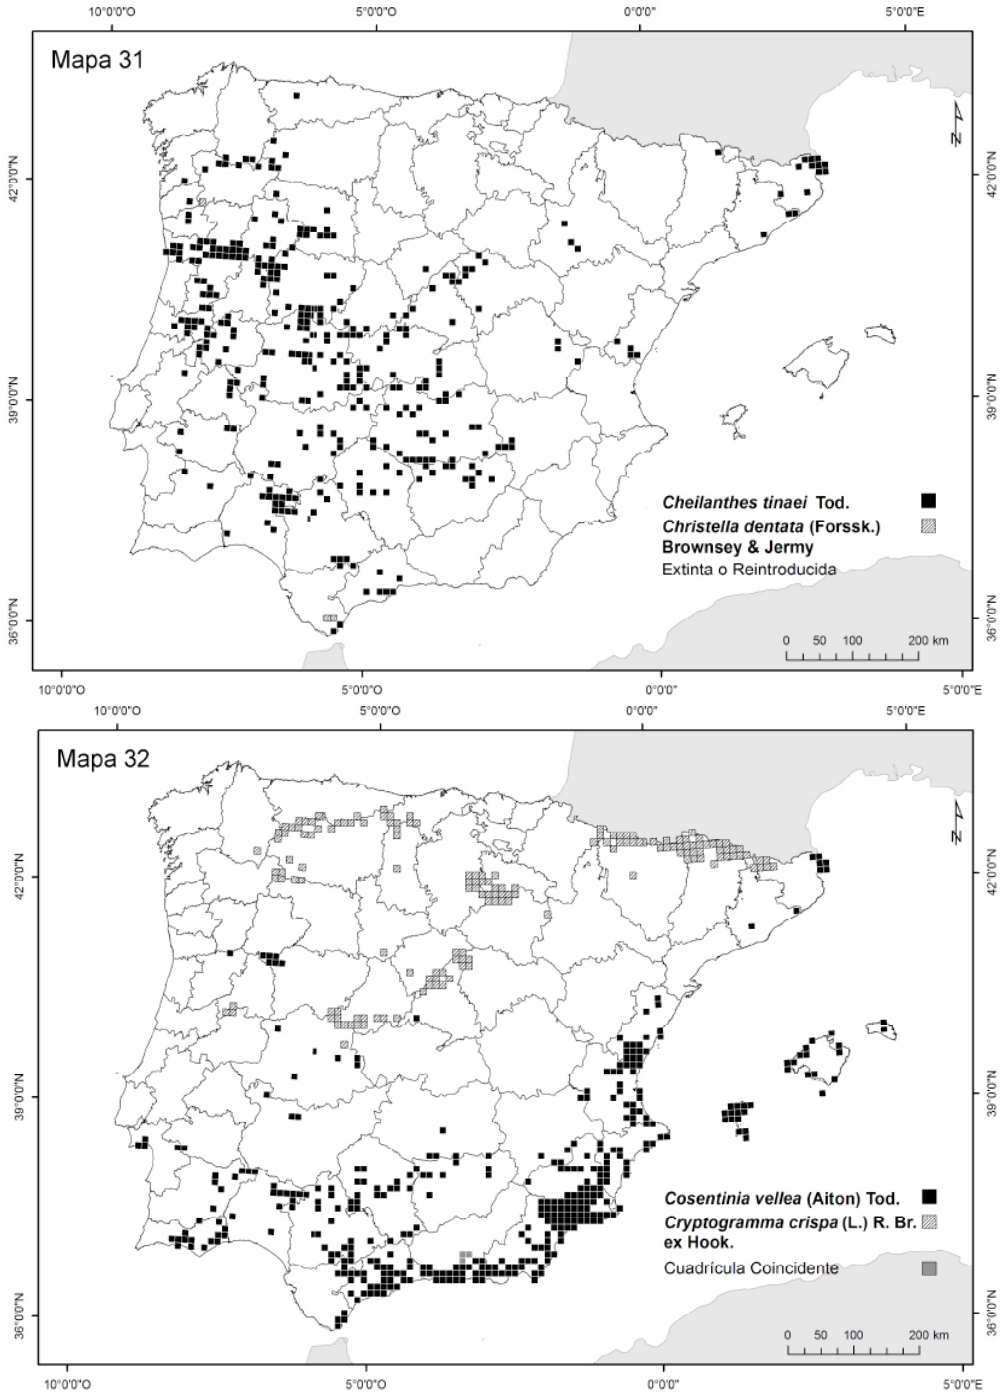 10°0'0"O 5°0'0"O 0°0'0" 5°0'0"E
Mapa 31
N
42°0'0"N 42°0'0"N
39°0'0"N 39°0'0"N
Cheilanthes tinaei Tod.
Christella dentata (Forssk.)
Brownsey & Jermy
Extinta o Reintroducida
36°0'0"N 36°0'0"N
0 50 100 200 km
10°0'0"O 5°0'0"O 0°0'0" 5°0'0"E
10°0'0"O 5°0'0"O 0°0'0" 5°0'0"E
Mapa 32
N
42°0'0"N 42°0'0"N
39°0'0"N 39°0'0"N
Cosentinia vellea (Aiton) Tod.
Cryptogramma crispa (L.) R. Br.
ex Hook.
Cuadrícula Coincidente
36°0'0"N 36°0'0"N
0 50 100 200 km
10°0'0"O 5°0'0"O 0°0'0" 5°0'0"E